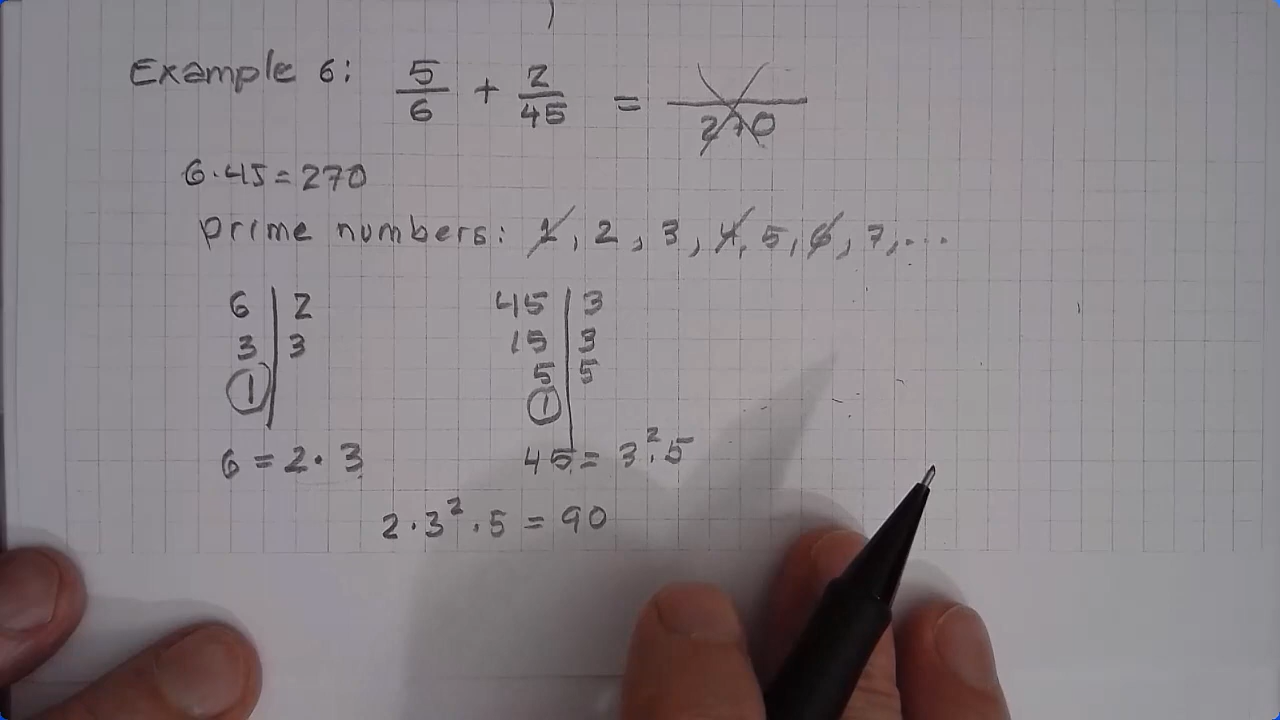 Example 6: 5/6 + 2/45 = /270
6·45=270
prime numbers: 1, 2, 3, 4, 5, 6, 7, ...
6 | 2
3 | 3
1 |
45 | 3
15 | 3
5 | 5
1 |
6 = 2 · 3
45 = 3² · 5
2 · 3² · 5 = 90